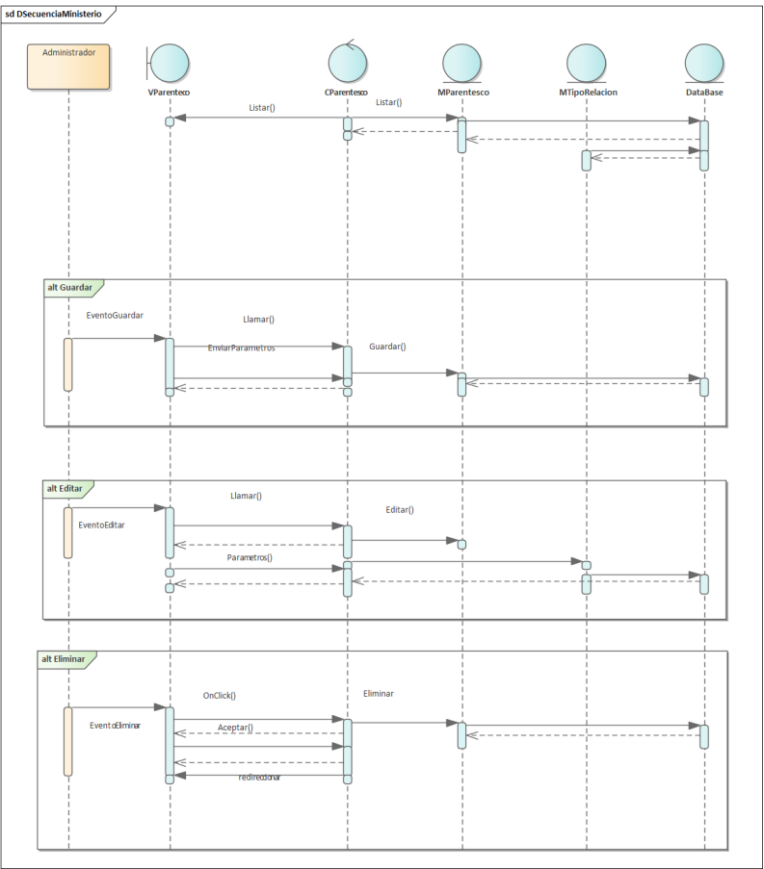 sd DSecuenciaMinisterio
Administrador
VParenteco
CParentesco
MParentesco
MTipoRelacion
DataBase
Listar()
Listar()
alt Guardar
EventoGuardar
Llamar()
EnviarParametros
Guardar()
alt Editar
Llamar()
EventoEditar
Editar()
Parametros()
alt Eliminar
OnClick()
Eliminar
EventoEliminar
Aceptar()
redireccionar